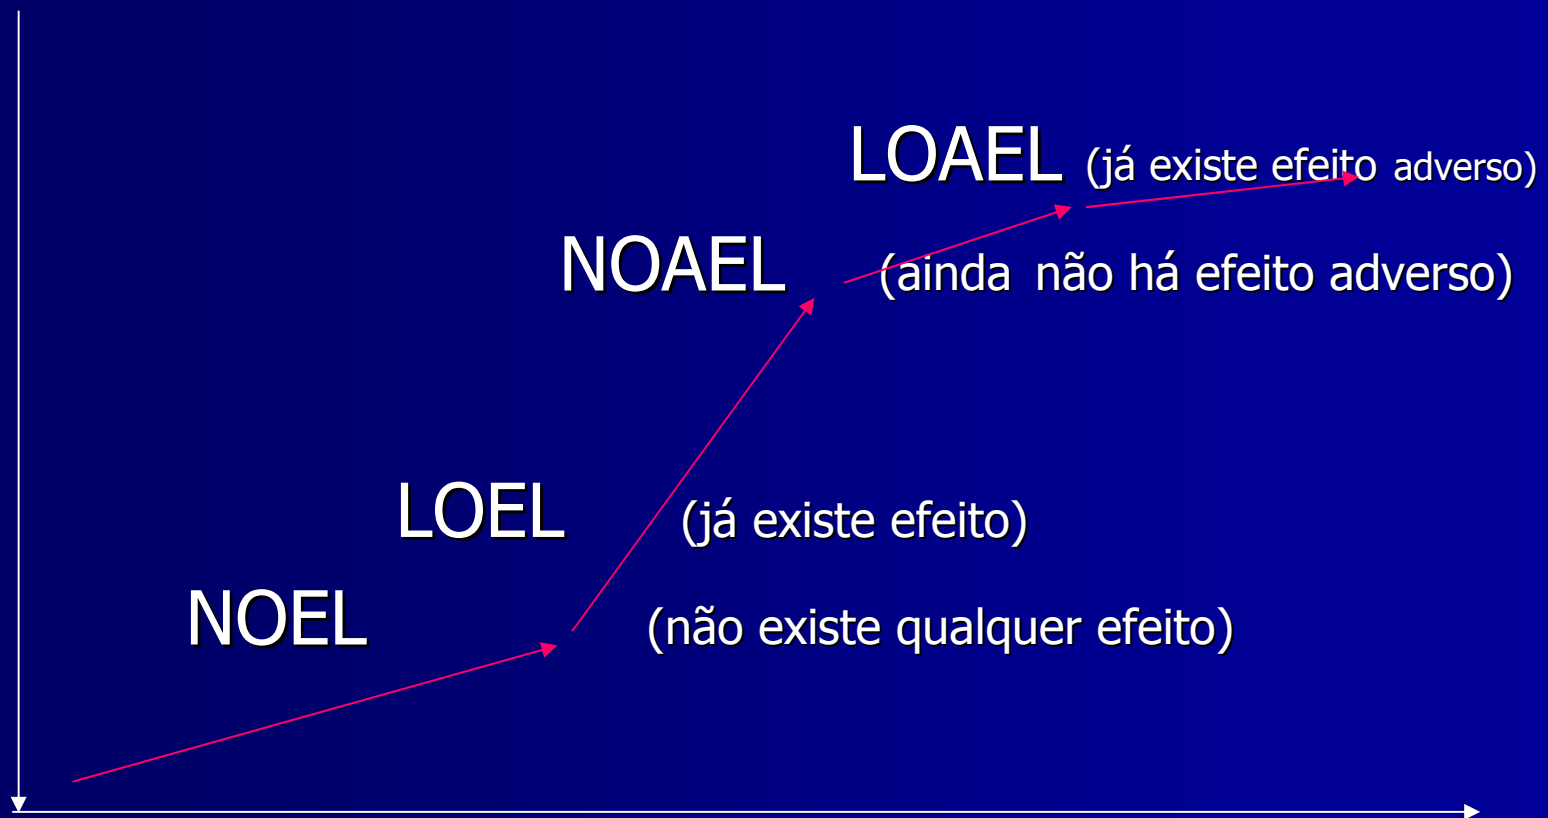 LOAEL (já existe efeito adverso)
NOAEL (ainda não há efeito adverso)
LOEL (já existe efeito)
NOEL (não existe qualquer efeito)